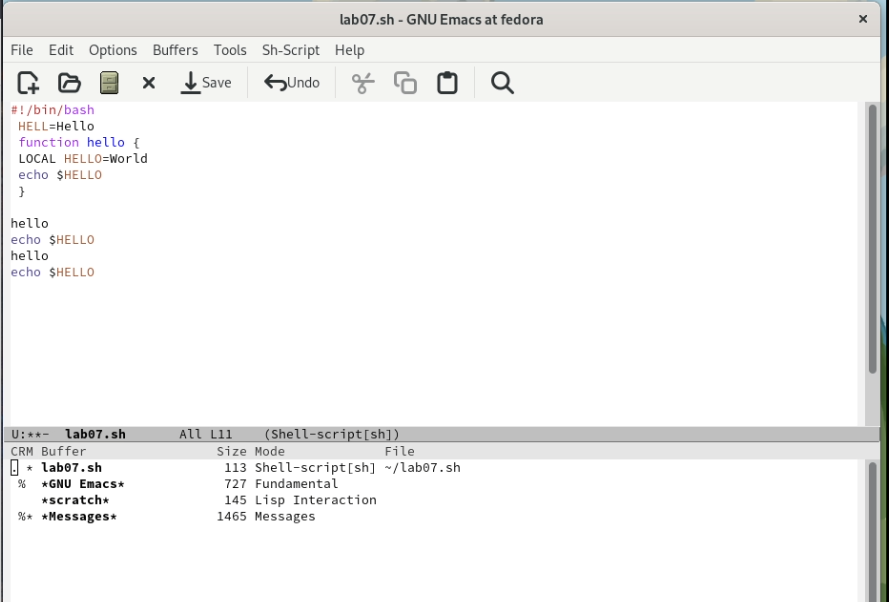 lab07.sh - GNU Emacs at fedora
File Edit Options Buffers Tools Sh-Script Help
Save Undo
#!/bin/bash
HELL=Hello
function hello {
LOCAL HELLO=World
echo $HELLO
}
hello
echo $HELLO
hello
echo $HELLO
U:**- lab07.sh All L11 (Shell-script[sh])
CRM Buffer Size Mode File
. * lab07.sh 113 Shell-script[sh] ~/lab07.sh
% *GNU Emacs* 727 Fundamental
*scratch* 145 Lisp Interaction
%* *Messages* 1465 Messages